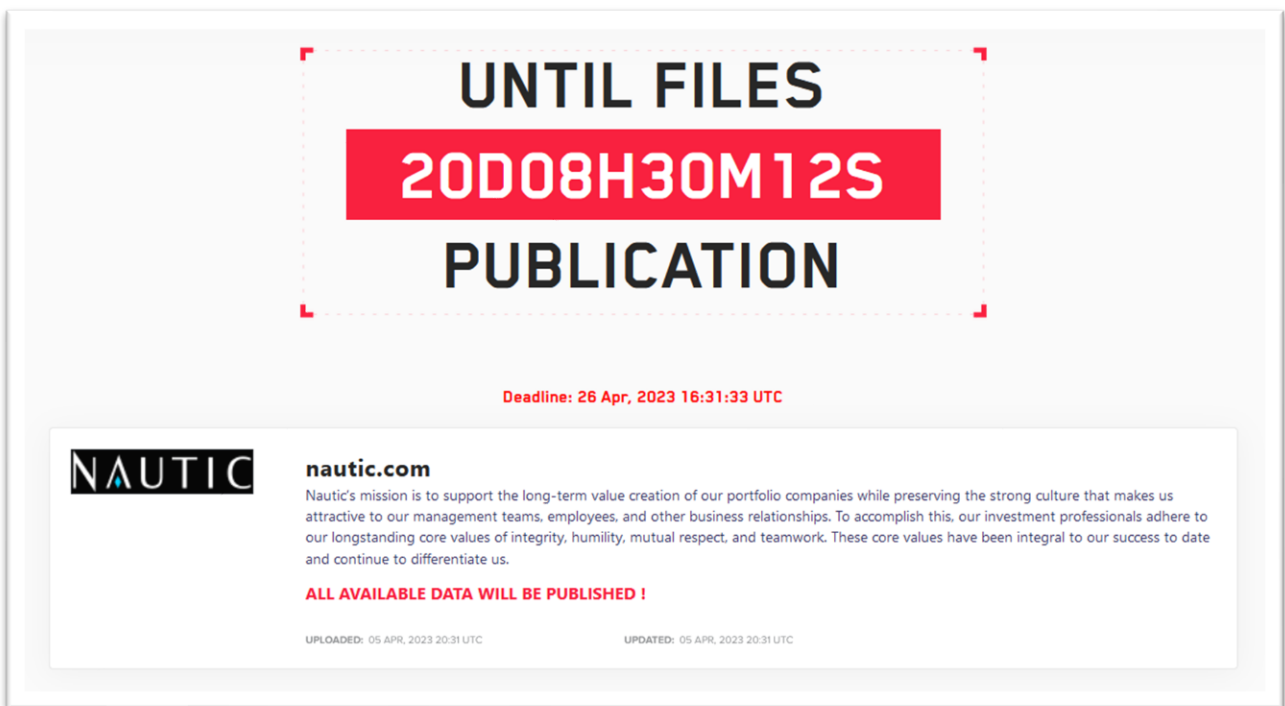 UNTIL FILES
20D08H30M12S
PUBLICATION
Deadline: 26 Apr, 2023 16:31:33 UTC
NAUTIC
nautic.com
Nautic's mission is to support the long-term value creation of our portfolio companies while preserving the strong culture that makes us
attractive to our management teams, employees, and other business relationships. To accomplish this, our investment professionals adhere to
our longstanding core values of integrity, humility, mutual respect, and teamwork. These core values have been integral to our success to date
and continue to differentiate us.
ALL AVAILABLE DATA WILL BE PUBLISHED !
UPLOADED: 05 APR, 2023 20:31 UTC UPDATED: 05 APR, 2023 20:31 UTC